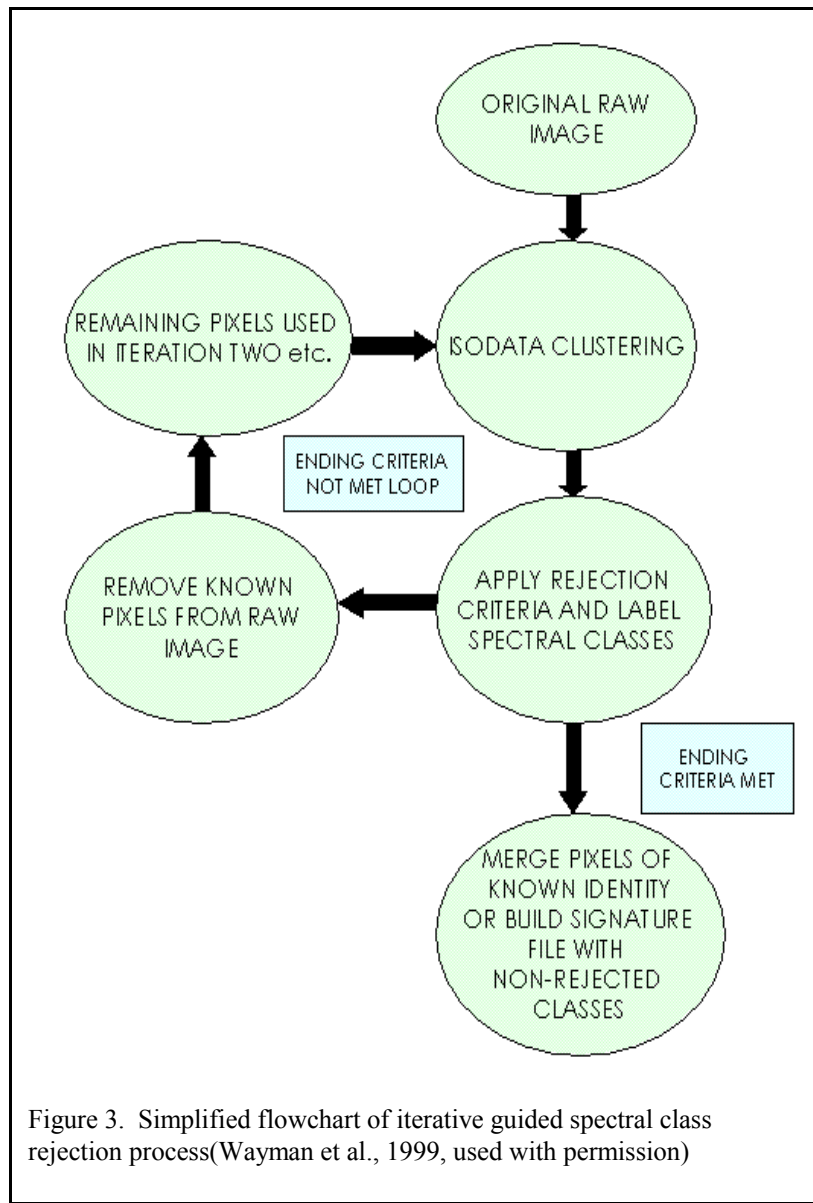 ORIGINAL RAW
IMAGE
REMAINING PIXELS USED
IN ITERATION TWO etc.
ISODATA CLUSTERING
ENDING CRITERIA
NOT MET LOOP
REMOVE KNOWN
PIXELS FROM RAW
IMAGE
APPLY REJECTION
CRITERIA AND LABEL
SPECTRAL CLASSES
ENDING
CRITERIA MET
MERGE PIXELS OF
KNOWN IDENTITY
OR BUILD SIGNATURE
FILE WITH
NON-REJECTED
CLASSES
Figure 3.  Simplified flowchart of iterative guided spectral class
rejection process(Wayman et al., 1999, used with permission)